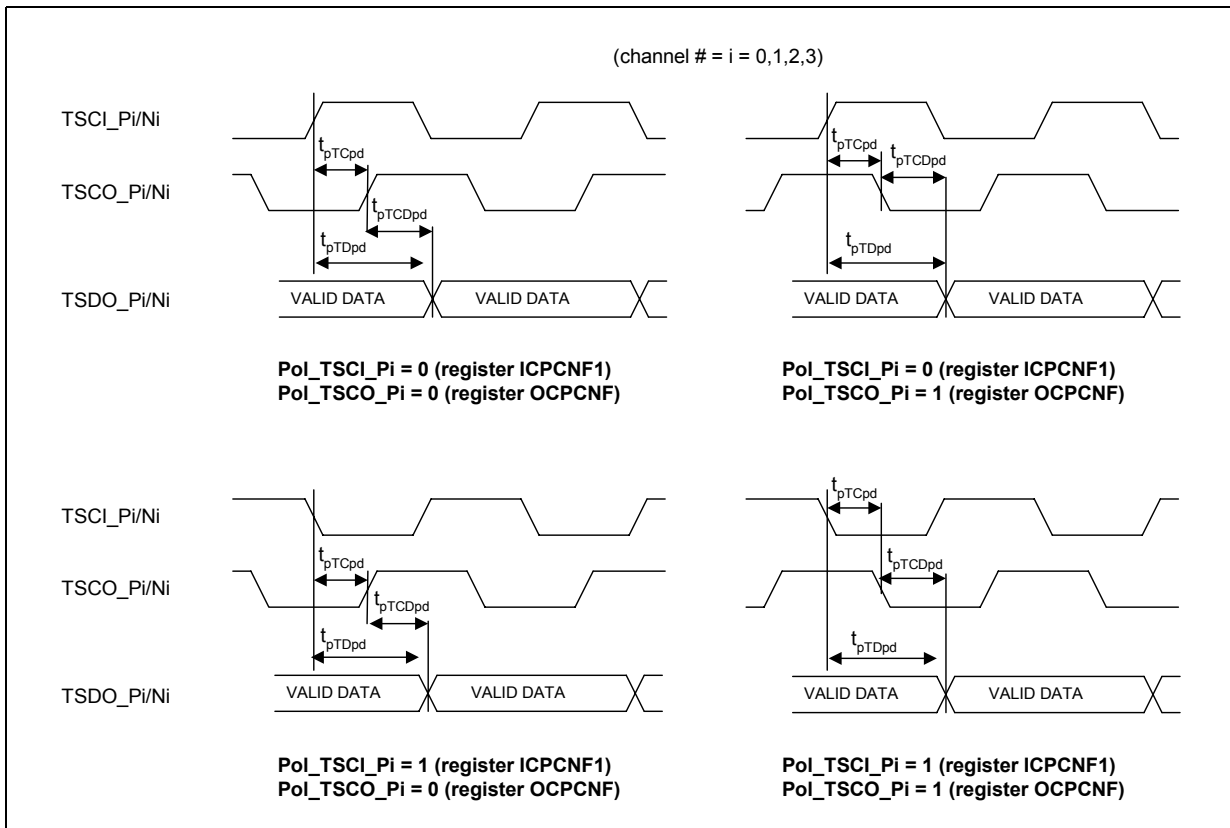 (channel # = i = 0,1,2,3)
TSCI_Pi/Ni
tpTCpd
tpTCpd
tpTCDpd
TSCO_Pi/Ni
tpTCDpd
tpTDpd
tpTDpd
TSDO_Pi/Ni
VALID DATA
VALID DATA
VALID DATA
VALID DATA
Pol_TSCI_Pi = 0 (register ICPCNF1)
Pol_TSCO_Pi = 0 (register OCPCNF)
Pol_TSCI_Pi = 0 (register ICPCNF1)
Pol_TSCO_Pi = 1 (register OCPCNF)
TSCI_Pi/Ni
tpTCpd
tpTCpd
TSCO_Pi/Ni
tpTCDpd
tpTCDpd
tpTDpd
tpTDpd
TSDO_Pi/Ni
VALID DATA
VALID DATA
VALID DATA
VALID DATA
Pol_TSCI_Pi = 1 (register ICPCNF1)
Pol_TSCO_Pi = 0 (register OCPCNF)
Pol_TSCI_Pi = 1 (register ICPCNF1)
Pol_TSCO_Pi = 1 (register OCPCNF)